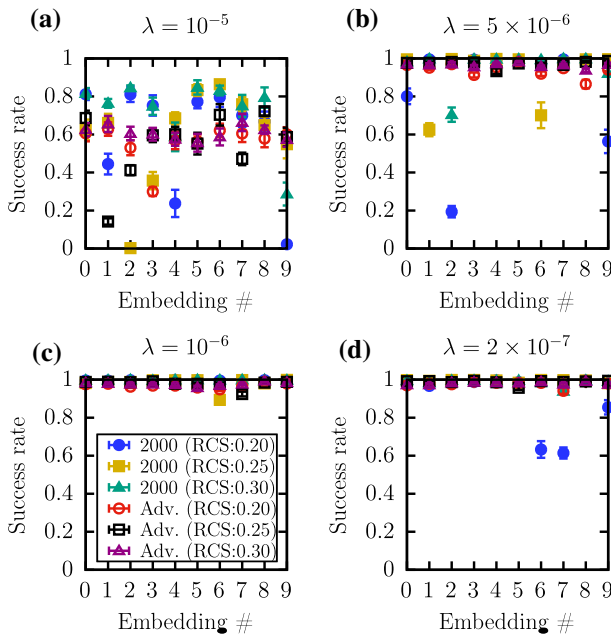 (a) λ = 10⁻⁵
1
0.8
0.6
0.4
0.2
0
Success rate
0 1 2 3 4 5 6 7 8 9
Embedding #
(b) λ = 5 × 10⁻⁶
1
0.8
0.6
0.4
0.2
0
Success rate
0 1 2 3 4 5 6 7 8 9
Embedding #
(c) λ = 10⁻⁶
1
0.8
0.6
0.4
0.2
0
Success rate
2000 (RCS:0.20)
2000 (RCS:0.25)
2000 (RCS:0.30)
Adv. (RCS:0.20)
Adv. (RCS:0.25)
Adv. (RCS:0.30)
0 1 2 3 4 5 6 7 8 9
Embedding #
(d) λ = 2 × 10⁻⁷
1
0.8
0.6
0.4
0.2
0
Success rate
0 1 2 3 4 5 6 7 8 9
Embedding #